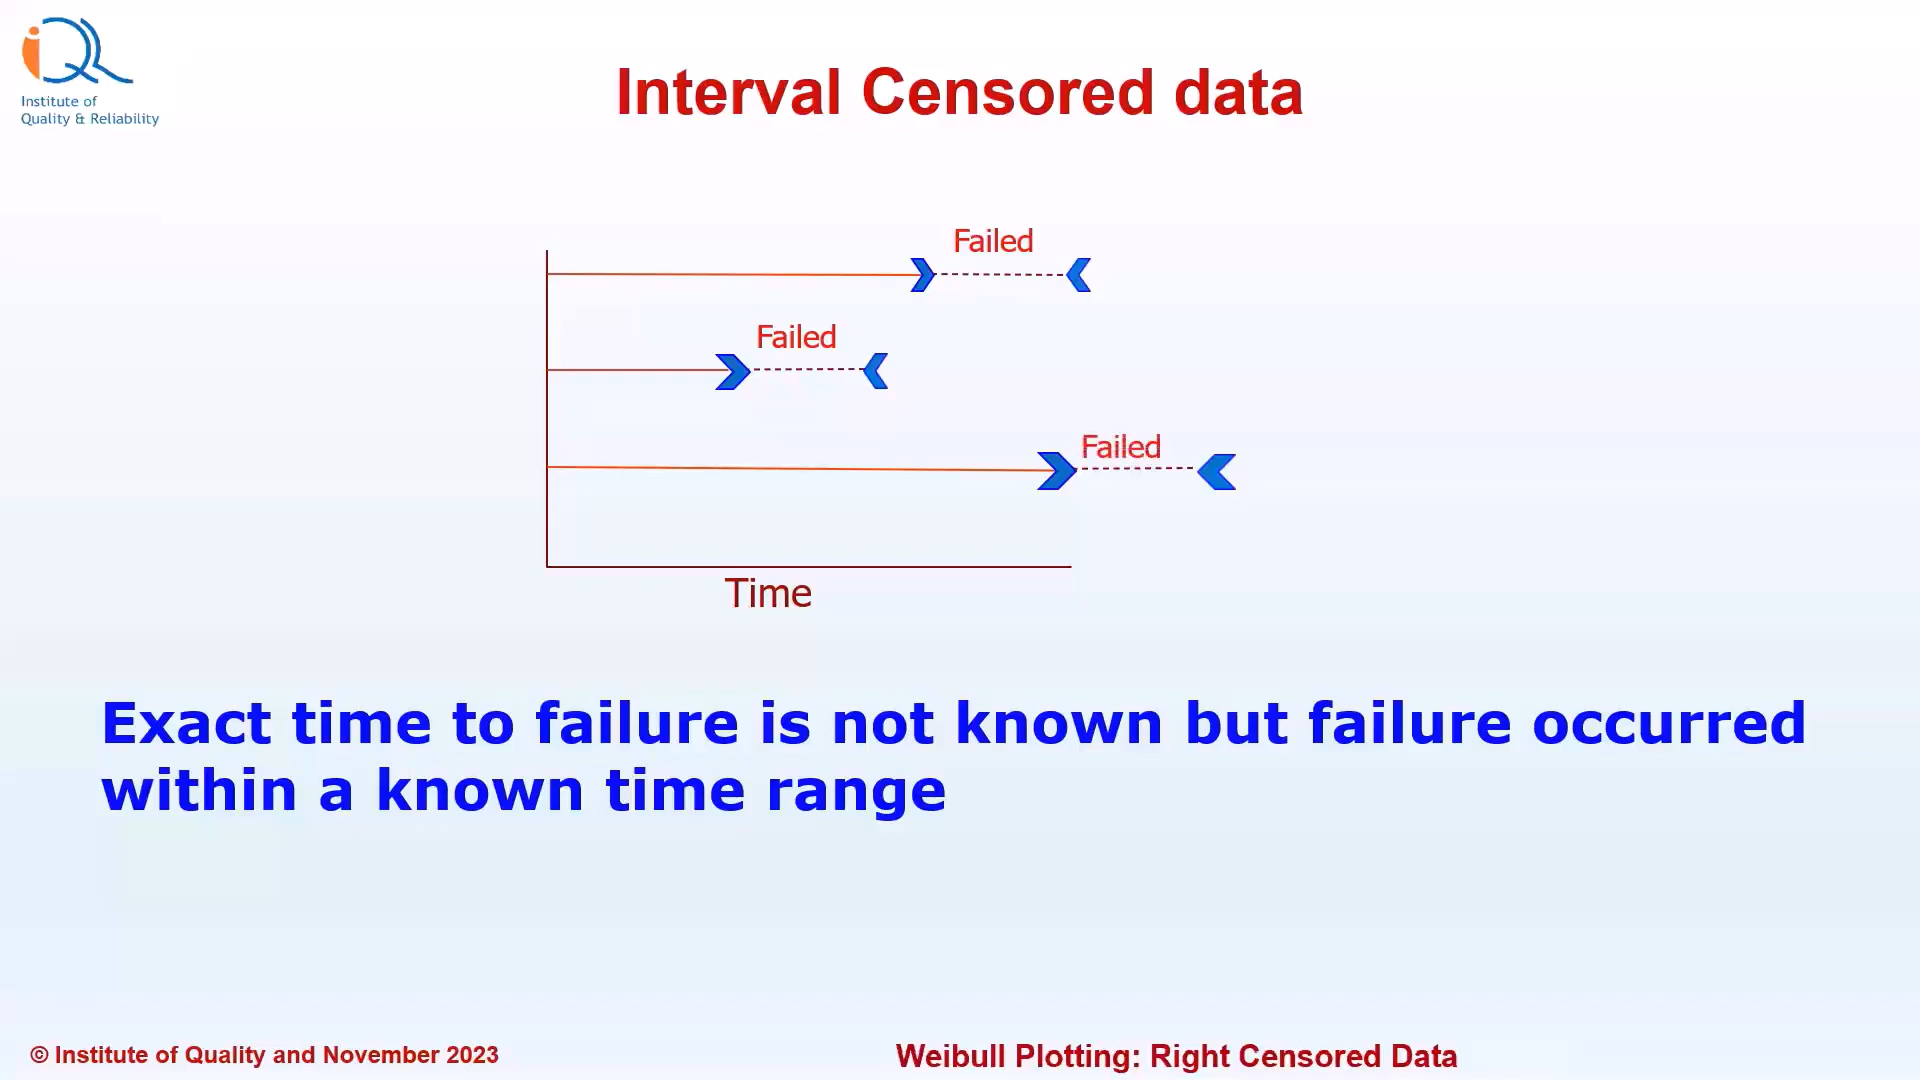 iQR
Institute of
Quality & Reliability
Interval Censored data
Failed
Failed
Failed
Time
Exact time to failure is not known but failure occurred
within a known time range
© Institute of Quality and November 2023
Weibull Plotting: Right Censored Data